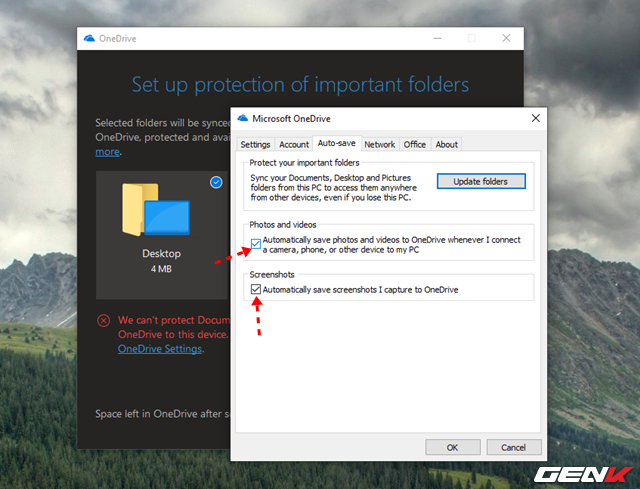 OneDrive
Set up protection of important folders
Selected folders will be synced
OneDrive, protected and avai
more.
Desktop
4 MB
We can't protect Docum
OneDrive to this device.
OneDrive Settings.
Space left in OneDrive after se
Microsoft OneDrive
Settings Account Auto-save Network Office About
Protect your important folders
Sync your Documents, Desktop and Pictures
folders from this PC to access them anywhere
from other devices, even if you lose this PC.
Update folders
Photos and videos
Automatically save photos and videos to OneDrive whenever I connect
a camera, phone, or other device to my PC
Screenshots
Automatically save screenshots I capture to OneDrive
OK Cancel
GENK